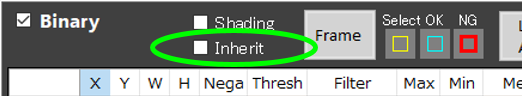 Binary
Shading
Inherit
Frame
Select OK NG
X Y W H Nega Thresh Filter Max Min